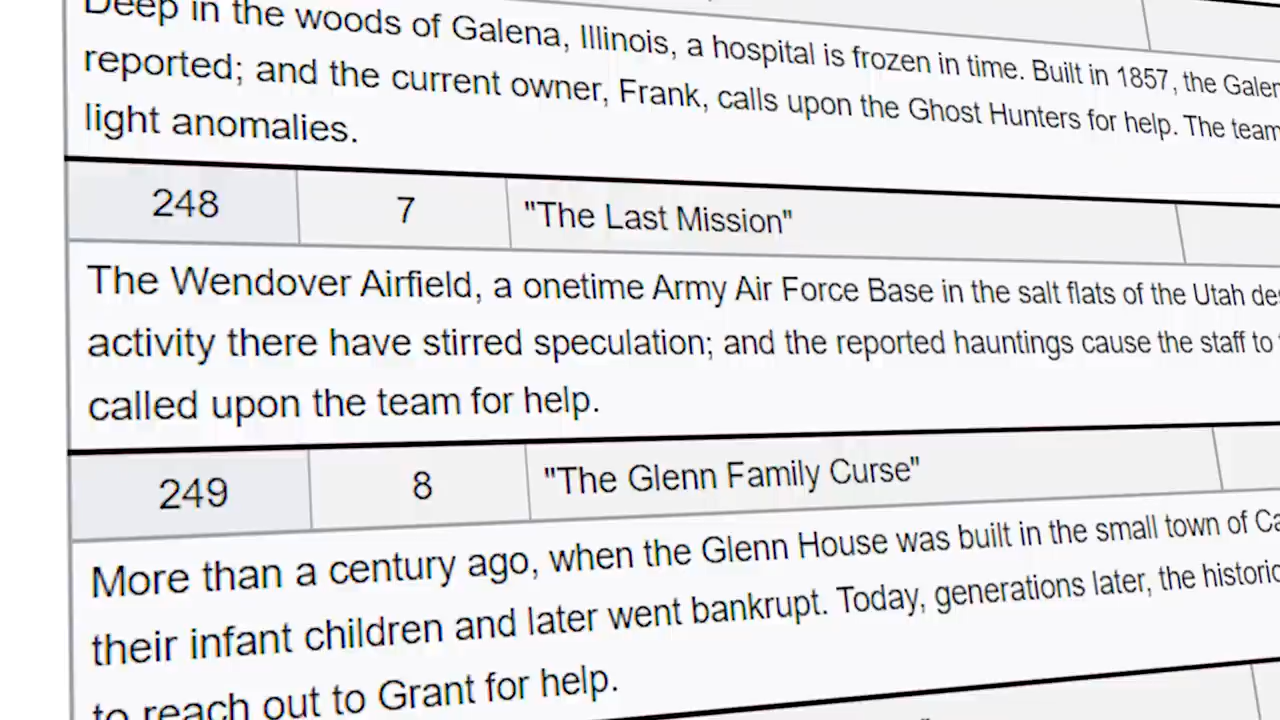 Deep in the woods of Galena, Illinois, a hospital is frozen in time. Built in 1857, the
reported; and the current owner, Frank, calls upon the Ghost Hunters for help. The team
light anomalies.
248 7 "The Last Mission"
The Wendover Airfield, a onetime Army Air Force Base in the salt flats of the Utah
activity there have stirred speculation; and the reported hauntings cause the staff to
called upon the team for help.
249 8 "The Glenn Family Curse"
More than a century ago, when the Glenn House was built in the small town of
their infant children and later went bankrupt. Today, generations later, the
to reach out to Grant for help.